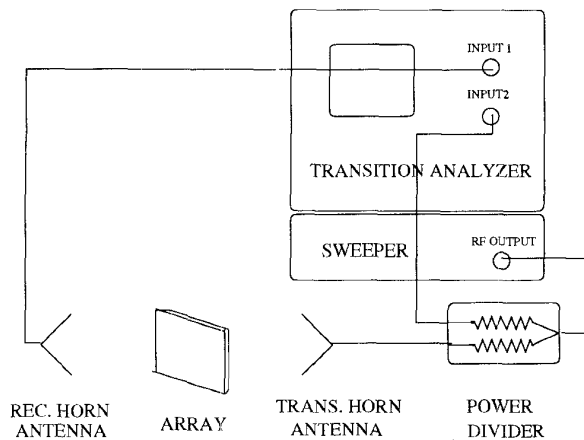 INPUT 1
INPUT2
TRANSITION ANALYZER
SWEEPER
RF OUTPUT
REC. HORN
ANTENNA
ARRAY
TRANS. HORN
ANTENNA
POWER
DIVIDER